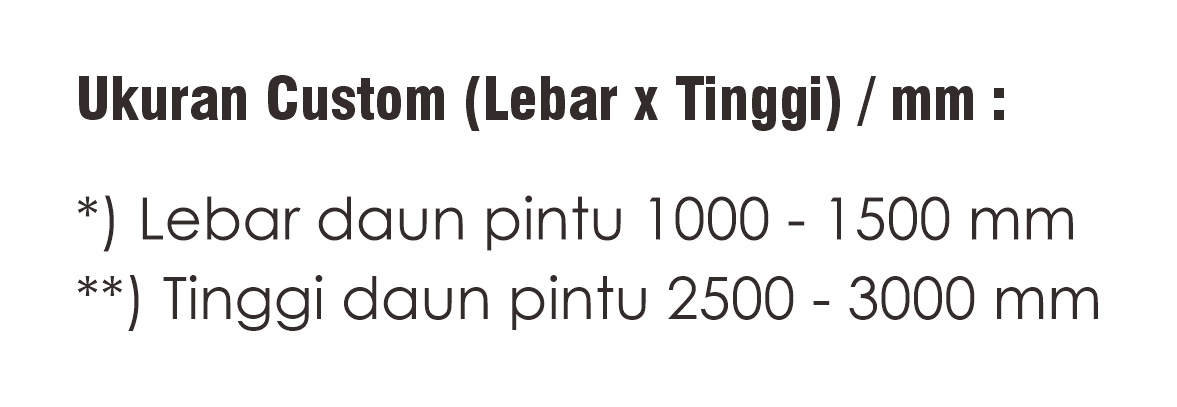 Ukuran Custom (Lebar x Tinggi) / mm :
*) Lebar daun pintu 1000 - 1500 mm
**) Tinggi daun pintu 2500 - 3000 mm